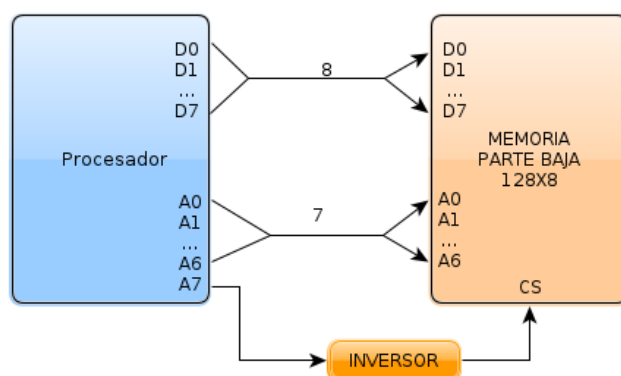 D0
D1
...
D7
Procesador
A0
A1
...
A6
A7
8
7
D0
D1
...
D7
MEMORIA
PARTE BAJA
128X8
A0
A1
...
A6
CS
INVERSOR